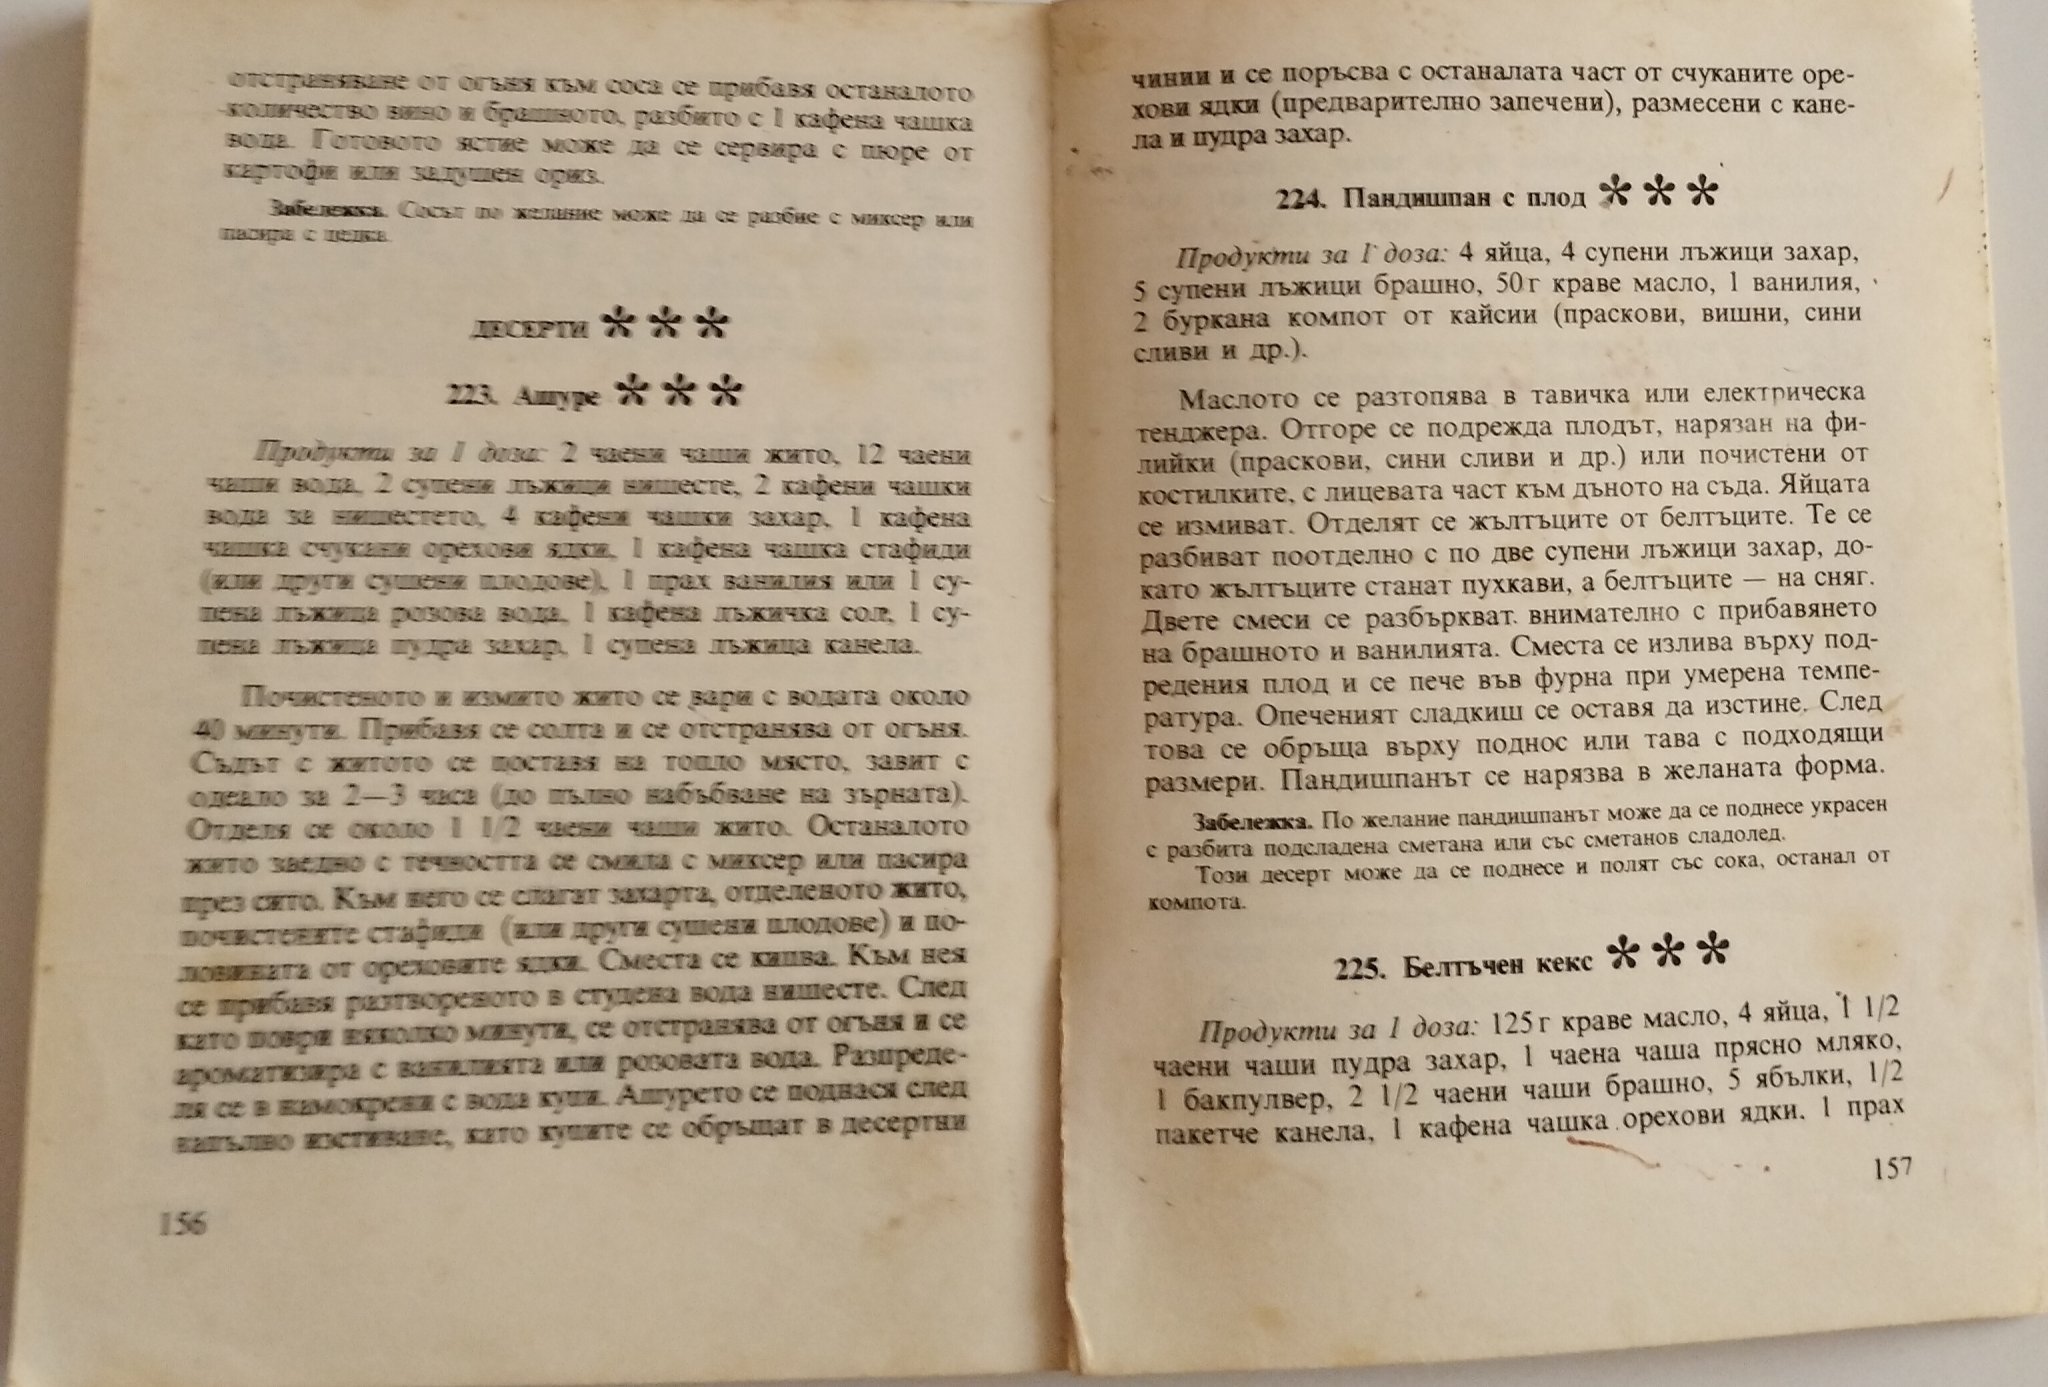 отстраняване от огъня към соса се прибавя останалото
количество вино и брашното, разбито с 1 кафена чашка
вода. Готовото ястие може да се сервира с пюре от
картофи или задушен ориз.
Забележка. Сосът по желание може да се разбие с миксер или
пасира с цедка.
ДЕСЕРТИ ***
223. Ашуре ***
Продукти за 1 доза: 2 чаени чаши жито, 12 чаени
чаши вода, 2 супени лъжици нишесте, 2 кафени чашки
вода за нишестето, 4 кафени чашки захар, 1 кафена
чашка счукани орехови ядки, 1 кафена чашка стафиди
(или други сушени плодове), 1 прах ванилия или 1 су-
пена лъжица розова вода, 1 кафена лъжичка сол, 1 су-
пена лъжица пудра захар, 1 супена лъжица канела.
Почистеното и измито жито се вари с водата около
40 минути. Прибавя се солта и се отстранява от огъня.
Съдът с житото се поставя на топло място, завит с
одеало за 2—3 часа (до пълно набъбване на зърната).
Отделя се около 1 1/2 чаени чаши жито. Останалото
жито заедно с течността се смила с миксер или пасира
през сито. Към него се слагат захарта, отделеното жито,
почистените стафиди (или други сушени плодове) и по-
ловината от ореховите ядки. Сместа се кипва. Към нея
се прибавя разтвореното в студена вода нишесте. След
като поври няколко минути, се отстранява от огъня и се
ароматизира с ванилията или розовата вода. Разпреде-
ля се в намокрени с вода купи. Ашурето се поднася след
напълно изстиване, като купите се обръщат в десертни
156
чинии и се поръсва с останалата част от счуканите оре-
хови ядки (предварително запечени), размесени с кане-
ла и пудра захар.
224. Пандишпан с плод ***
Продукти за 1 доза: 4 яйца, 4 супени лъжици захар,
5 супени лъжици брашно, 50 г краве масло, 1 ванилия,
2 буркана компот от кайсии (праскови, вишни, сини
сливи и др.).
Маслото се разтопява в тавичка или електрическа
тенджера. Отгоре се подрежда плодът, нарязан на фи-
лийки (праскови, сини сливи и др.) или почистени от
костилките, с лицевата част към дъното на съда. Яйцата
се измиват. Отделят се жълтъците от белтъците. Те се
разбиват поотделно с по две супени лъжици захар, до-
като жълтъците станат пухкави, а белтъците — на сняг.
Двете смеси се разбъркват внимателно с прибавянето
на брашното и ванилията. Сместа се излива върху под-
редения плод и се пече във фурна при умерена темпе-
ратура. Опеченият сладкиш се оставя да изстине. След
това се обръща върху поднос или тава с подходящи
размери. Пандишпанът се нарязва в желаната форма.
Забележка. По желание пандишпанът може да се поднесе украсен
с разбита подсладена сметана или със сметанов сладолед.
Този десерт може да се поднесе и полят със сока, останал от
компота.
225. Белтъчен кекс ***
Продукти за 1 доза: 125 г краве масло, 4 яйца, 1 1/2
чаени чаши пудра захар, 1 чаена чаша прясно мляко,
1 бакпулвер, 2 1/2 чаени чаши брашно, 5 ябълки, 1/2
пакетче канела, 1 кафена чашка орехови ядки, 1 прах
157